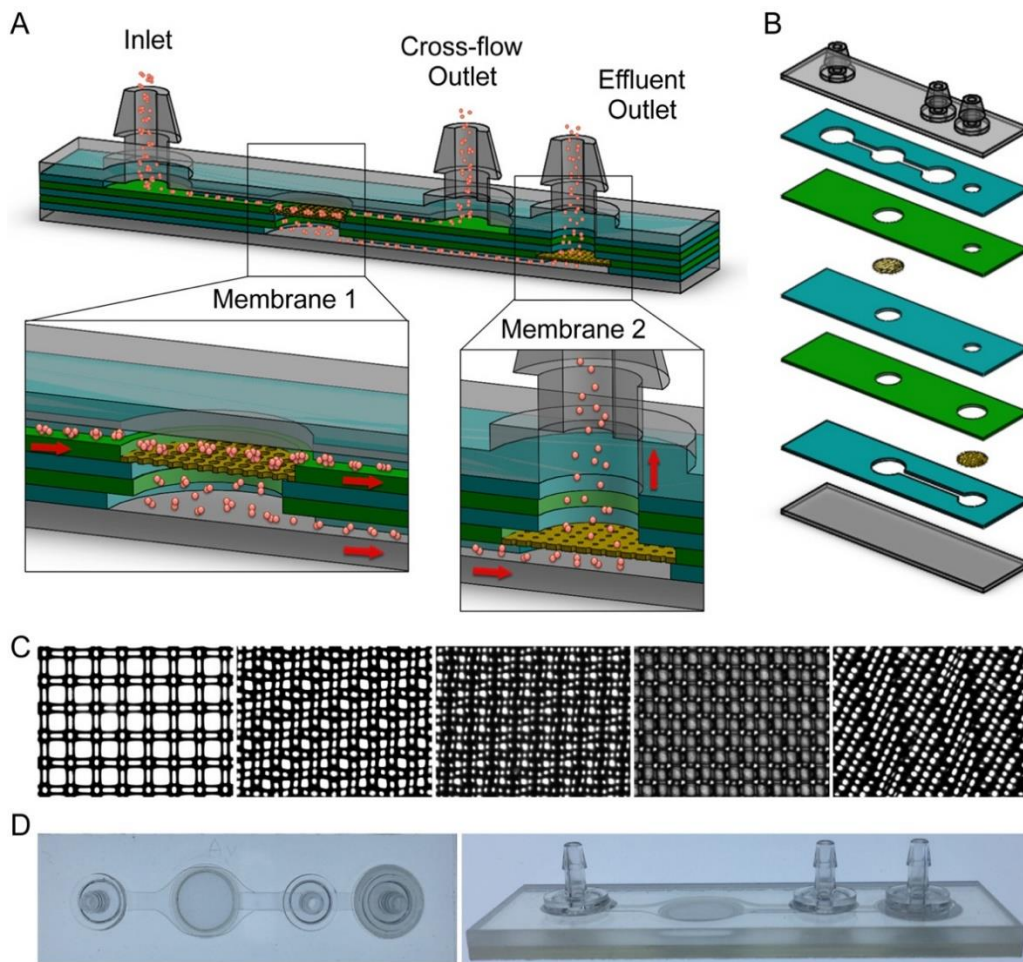 A
Inlet
Cross-flow
Outlet
Effluent
Outlet
Membrane 1
Membrane 2
B
C
D